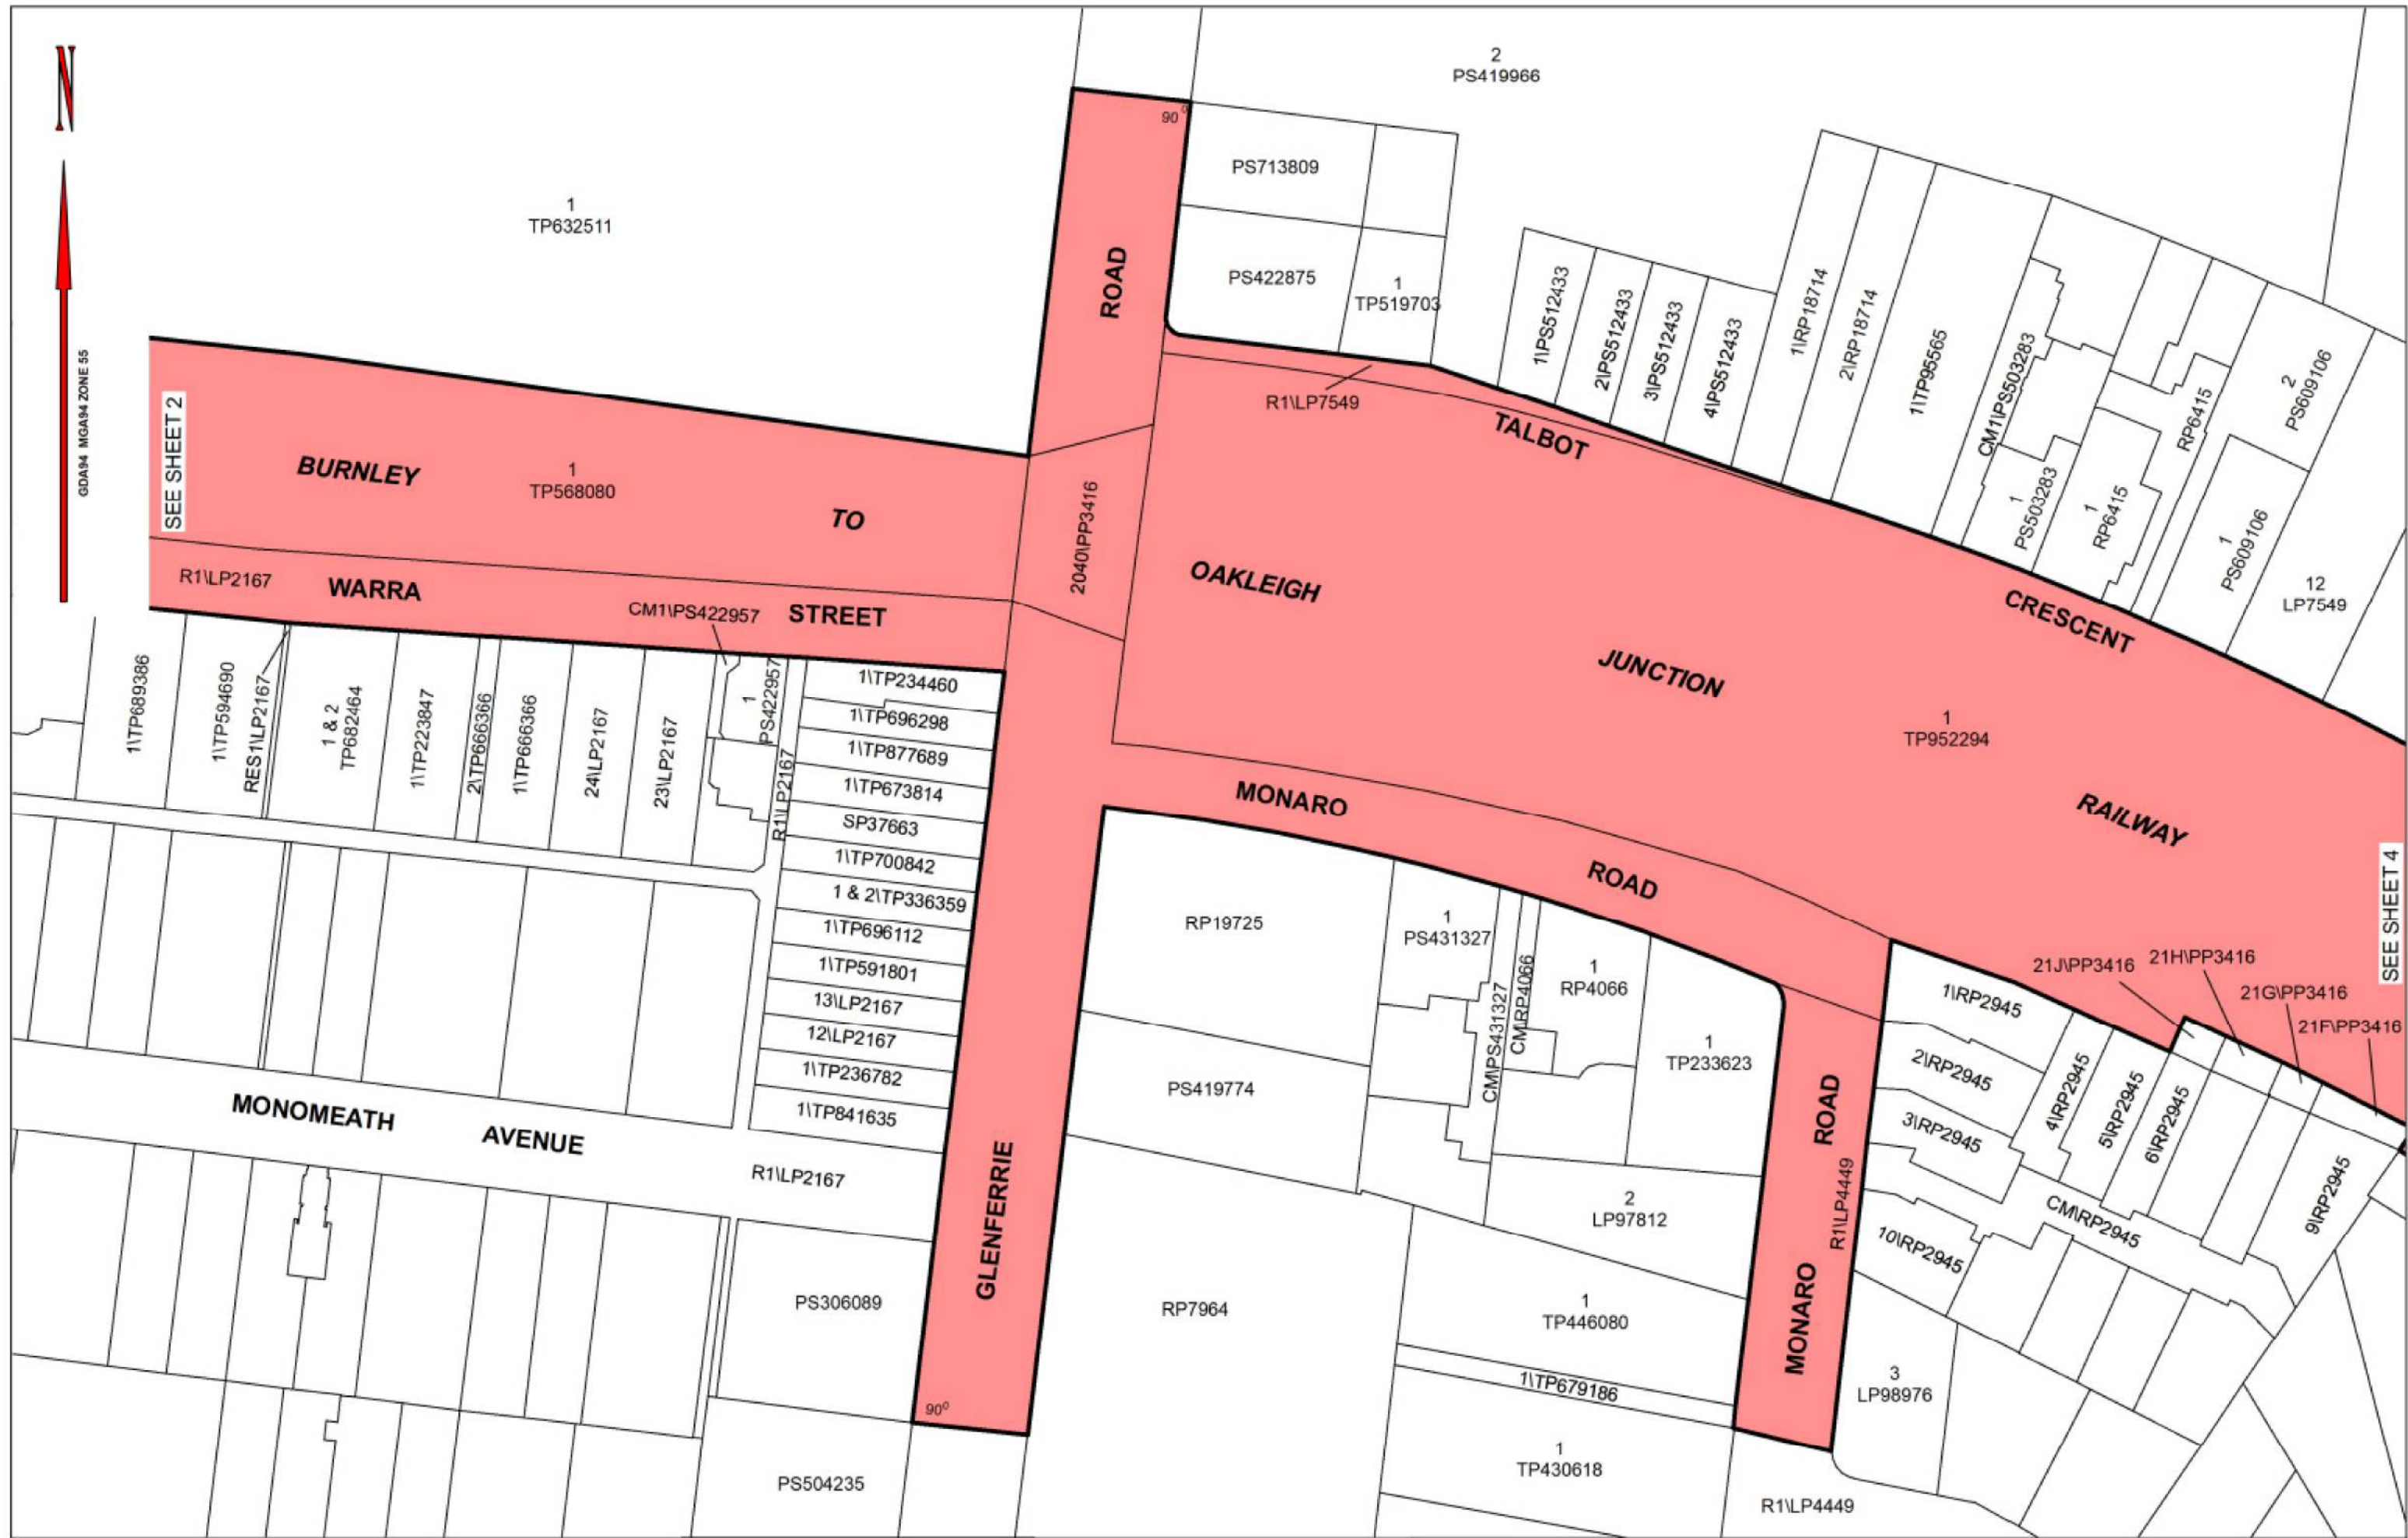 N
GDA94 MGA94 ZONE 55
SEE SHEET 2
2
PS419966
90⁰
PS713809
1
TP632511
ROAD
PS422875
1
TP519703
1\PS512433
2\PS512433
3\PS512433
4\PS512433
1\RP18714
2\RP18714
1\TP95565
CM1\PS503283
1
PS503283
RP6415
1
RP6415
2
PS609106
1
PS609106
12
LP7549
R1\LP7549
TALBOT
CRESCENT
BURNLEY
1
TP568080
TO
2040\PP3416
OAKLEIGH
JUNCTION
1
TP952294
RAILWAY
SEE SHEET 4
R1\LP2167
WARRA
CM1\PS422957
STREET
1\TP689386
1\TP594690
RES1\LP2167
1 & 2
TP682464
1\TP223847
2\TP666366
1\TP666366
24\LP2167
23\LP2167
1
PS422957
R1\LP2167
1\TP234460
1\TP696298
1\TP877689
1\TP673814
SP37663
1\TP700842
1 & 2\TP336359
1\TP696112
1\TP591801
13\LP2167
12\LP2167
1\TP236782
1\TP841635
MONARO
ROAD
RP19725
1
PS431327
CM\PS431327
CM\RP4066
1
RP4066
1
TP233623
PS419774
2
LP97812
21J\PP3416
21H\PP3416
21G\PP3416
21F\PP3416
1\RP2945
2\RP2945
3\RP2945
4\RP2945
5\RP2945
6\RP2945
9\RP2945
CM\RP2945
10\RP2945
MONOMEATH
AVENUE
R1\LP2167
GLENFERRIE
PS306089
90⁰
PS504235
RP7964
1
TP446080
1\TP679186
1
TP430618
MONARO
ROAD
R1\LP4449
3
LP98976
R1\LP4449